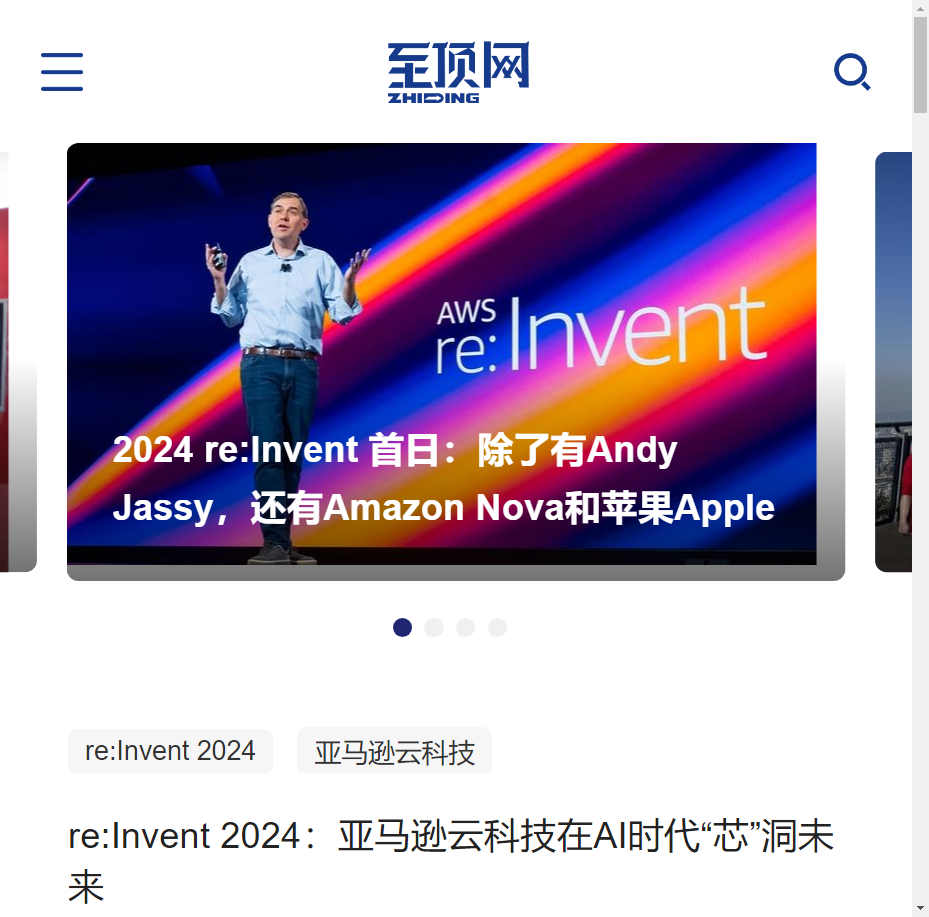 至顶网
ZHIDING
AWS
re:Invent
2024 re:Invent 首日：除了有Andy
Jassy，还有Amazon Nova和苹果Apple
re:Invent 2024
亚马逊云科技
re:Invent 2024：亚马逊云科技在AI时代“芯”洞未
来